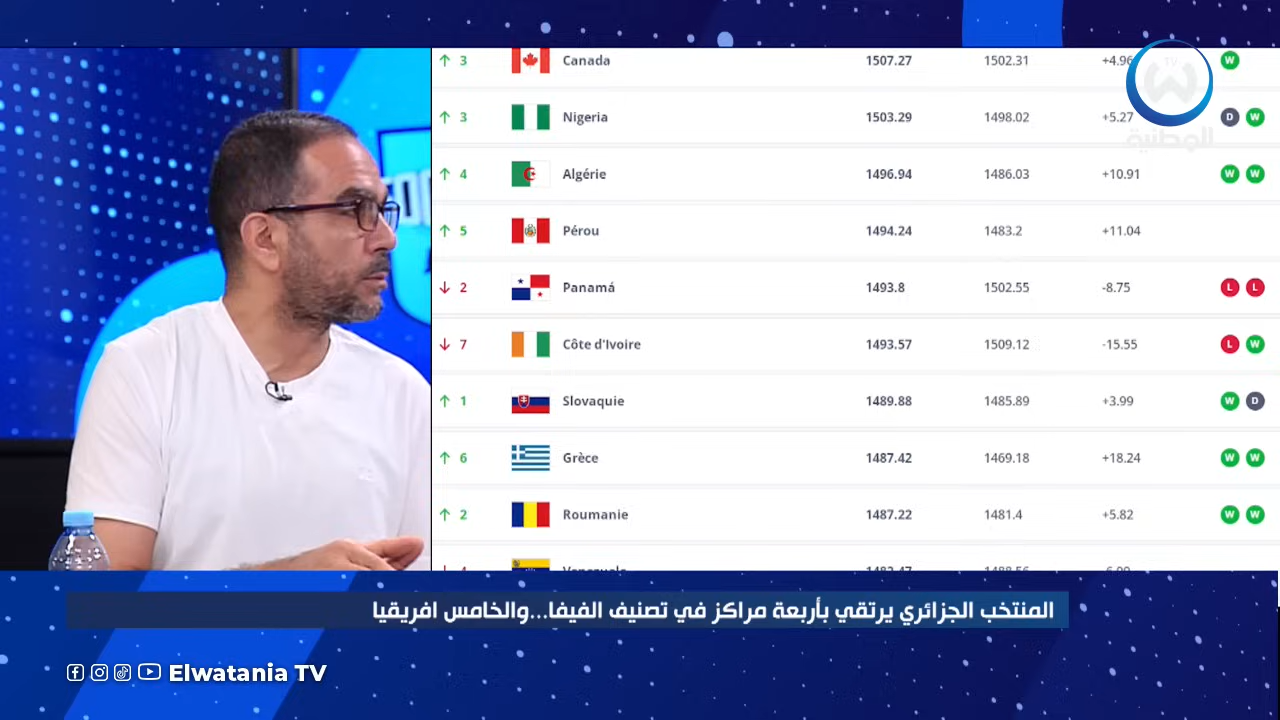 3 Canada 1507.27 1502.31 +4.96 W
TV
3 Nigeria 1503.29 1498.02 +5.27 D W
الوطنية
4 Algérie 1496.94 1486.03 +10.91 W W
5 Pérou 1494.24 1483.2 +11.04
2 Panamá 1493.8 1502.55 -8.75 L L
7 Côte d'Ivoire 1493.57 1509.12 -15.55 L W
1 Slovaquie 1489.88 1485.89 +3.99 W D
6 Grèce 1487.42 1469.18 +18.24 W W
2 Roumanie 1487.22 1481.4 +5.82 W W
المنتخب الجزائري يرتقي بأربعة مراكز في تصنيف الفيفا...والخامس افريقيا
Elwatania TV